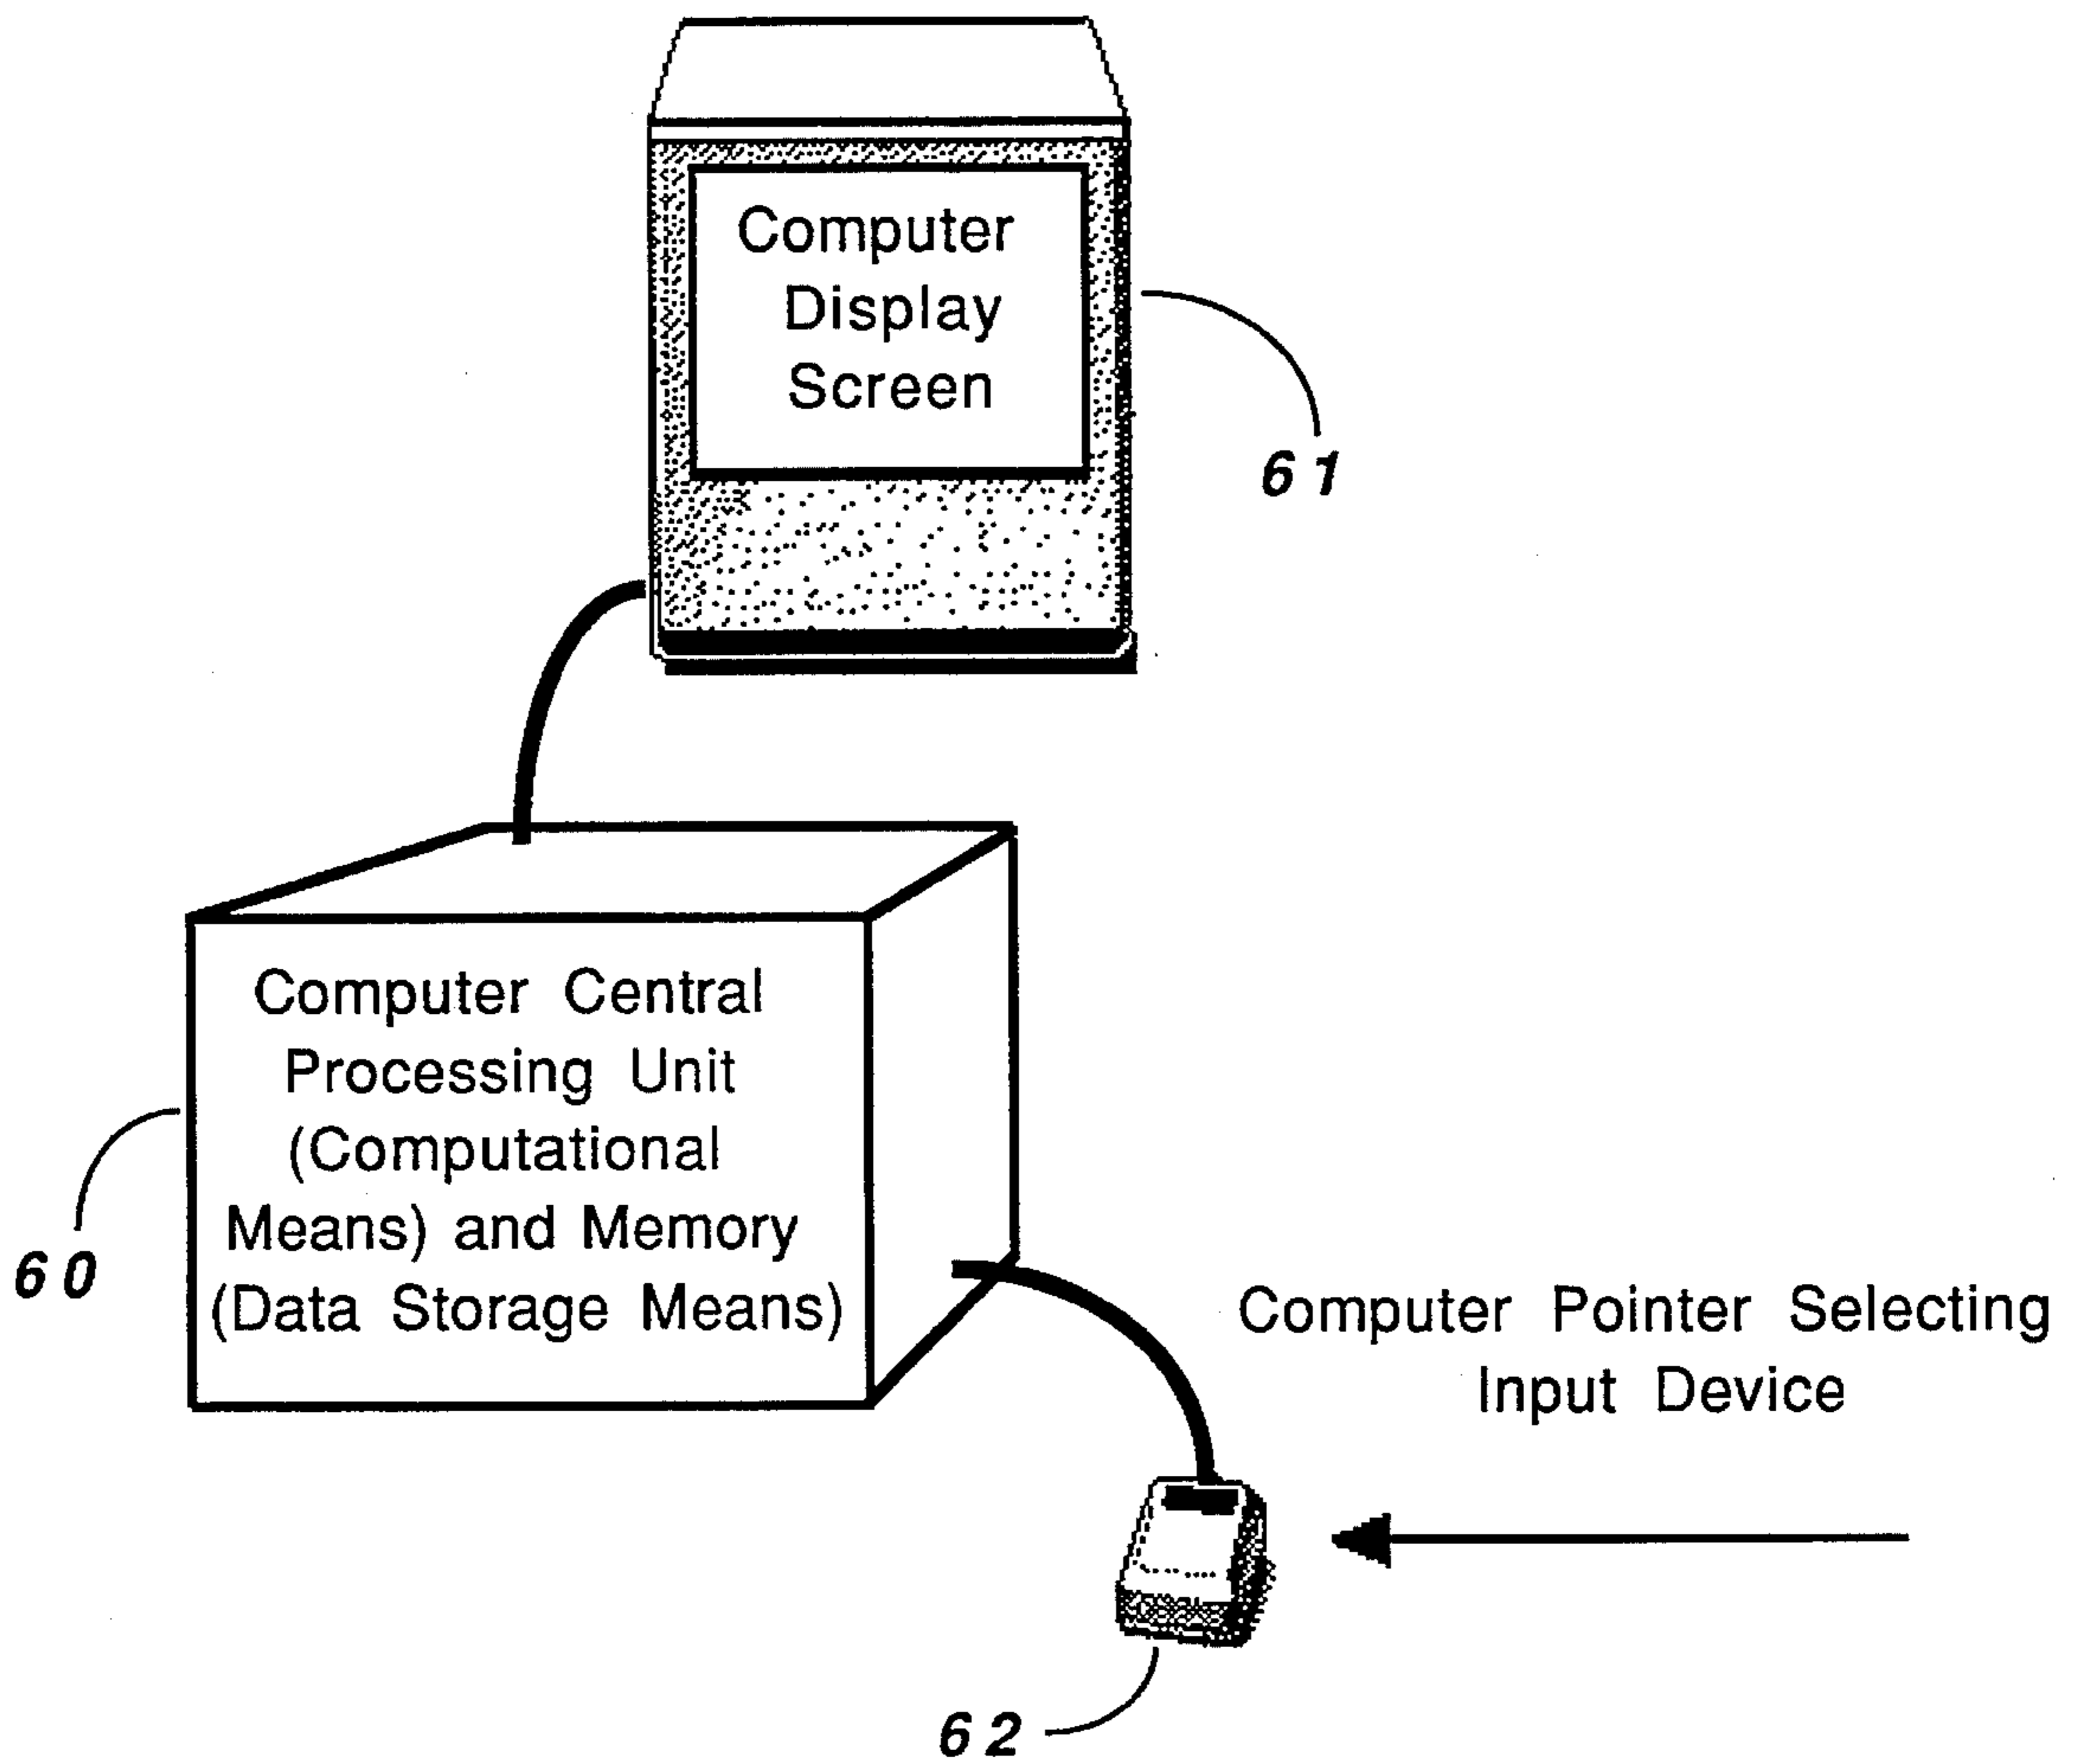 Computer
Display
Screen
61
Computer Central
Processing Unit
(Computational
Means) and Memory
(Data Storage Means)
60
Computer Pointer Selecting
Input Device
62